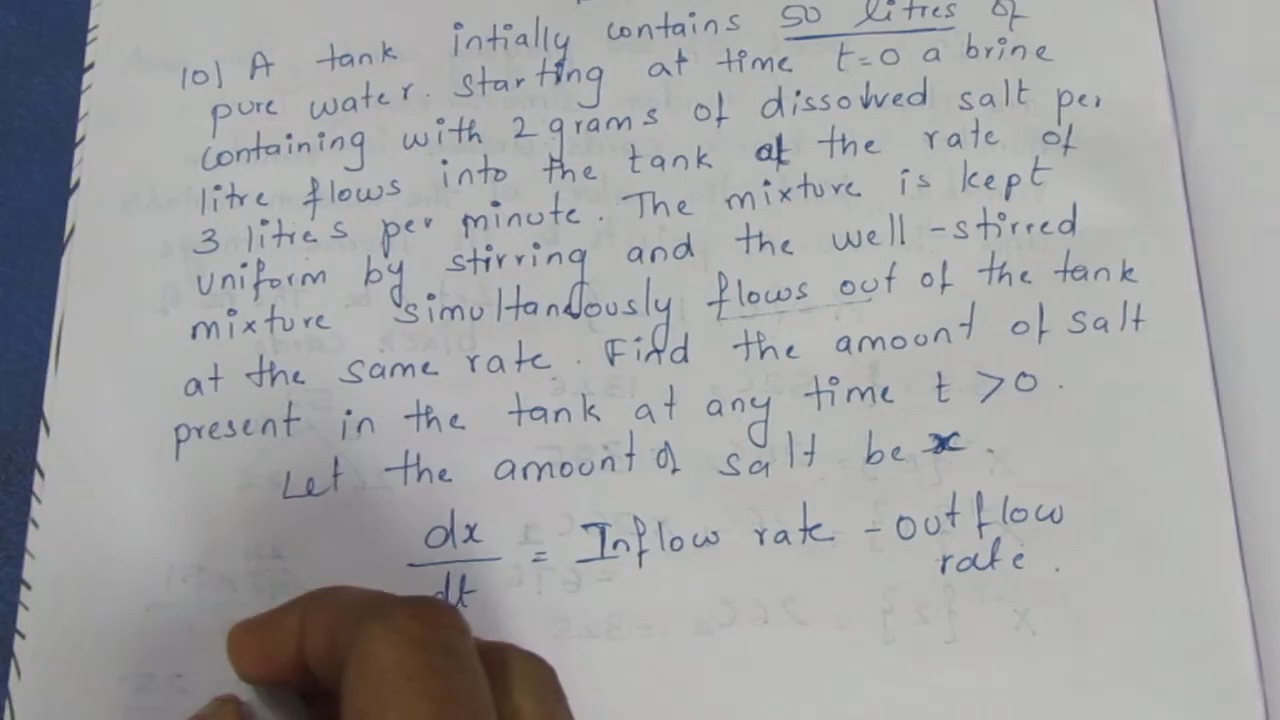 10) A tank intially contains 50 litres of
pure water. Starting at time t=0 a brine
containing with 2 grams of dissolved salt per
litre flows into the tank at the rate of
3 litres per minute. The mixture is kept
uniform by stirring and the well-stirred
mixture simultandously flows out of the tank
at the same rate. Find the amount of salt
present in the tank at any time t > 0.
Let the amount of salt be x.
dx
dt
= Inflow rate - outflow
rate.